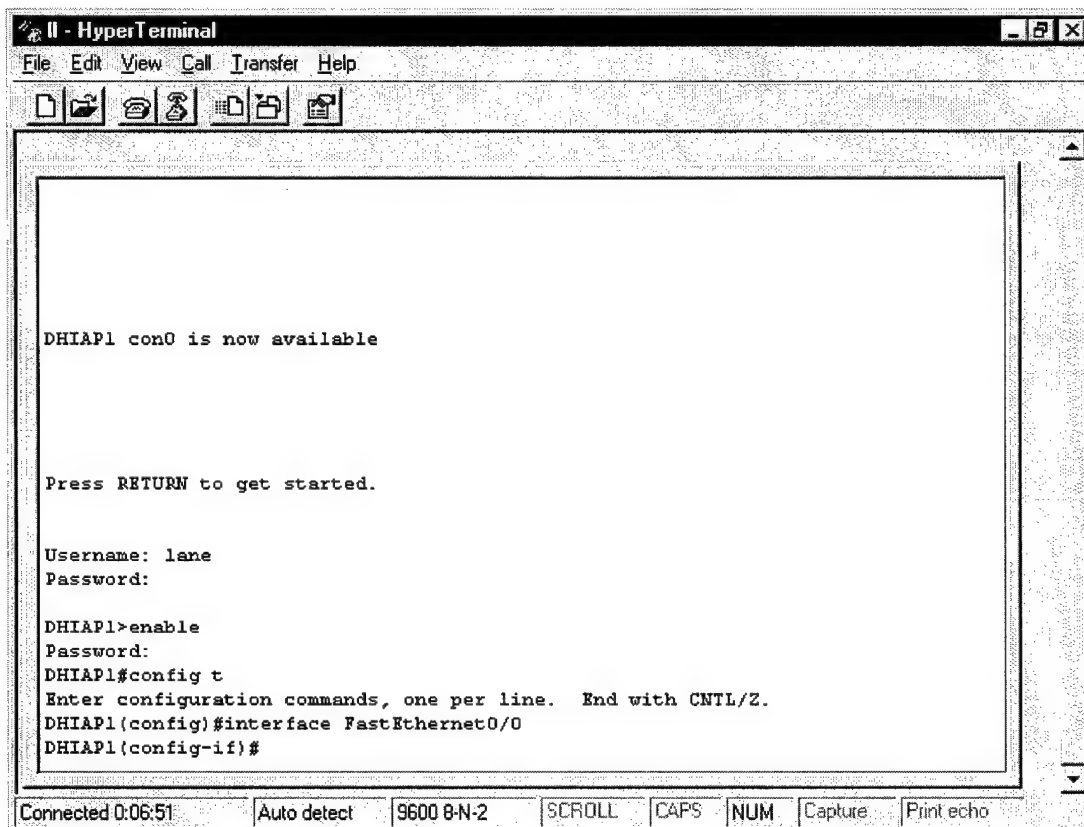 II - HyperTerminal
File Edit View Call Transfer Help
DHIAP1 con0 is now available
Press RETURN to get started.
Username: lane
Password:
DHIAP1>enable
Password:
DHIAP1#config t
Enter configuration commands, one per line.  End with CNTL/Z.
DHIAP1(config)#interface FastEthernet0/0
DHIAP1(config-if)#
Connected 0:06:51 Auto detect 9600 8-N-2 SCROLL CAPS NUM Capture Print echo